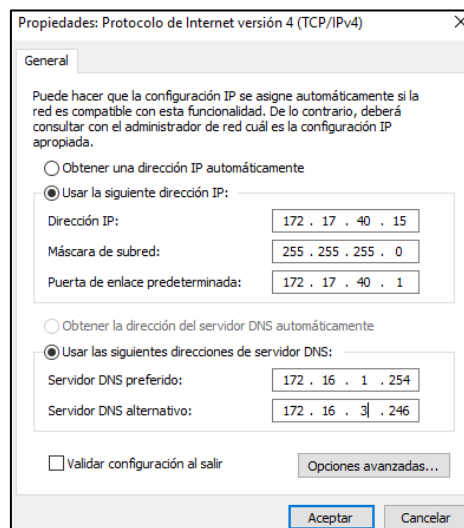 Propiedades: Protocolo de Internet versión 4 (TCP/IPv4)
General
Puede hacer que la configuración IP se asigne automáticamente si la
red es compatible con esta funcionalidad. De lo contrario, deberá
consultar con el administrador de red cuál es la configuración IP
apropiada.
Obtener una dirección IP automáticamente
Usar la siguiente dirección IP:
Dirección IP: 172 . 17 . 40 . 15
Máscara de subred: 255 . 255 . 255 . 0
Puerta de enlace predeterminada: 172 . 17 . 40 . 1
Obtener la dirección del servidor DNS automáticamente
Usar las siguientes direcciones de servidor DNS:
Servidor DNS preferido: 172 . 16 . 1 . 254
Servidor DNS alternativo: 172 . 16 . 3 . 246
Validar configuración al salir Opciones avanzadas...
Aceptar Cancelar